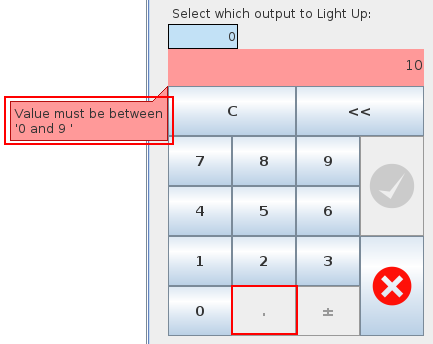 Select which output to Light Up:
0
10
Value must be between
'0 and 9 '
C <<
7 8 9
4 5 6
1 2 3
0 . ±